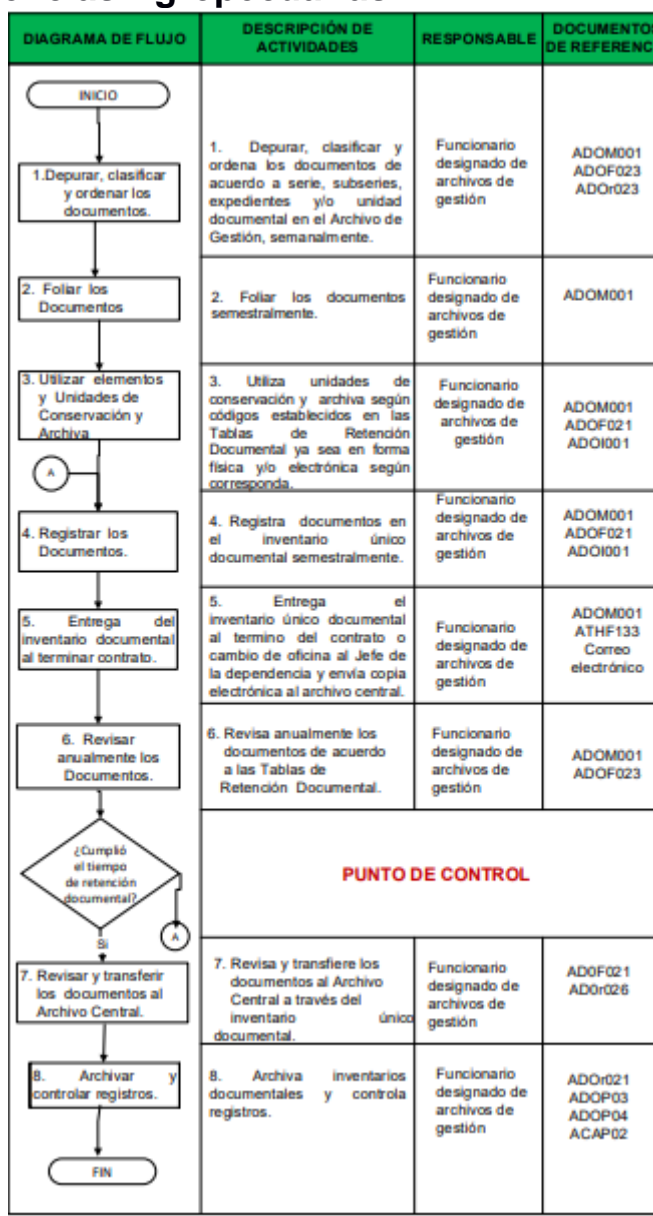 DIAGRAMA DE FLUJO
DESCRIPCIÓN DE
ACTIVIDADES
RESPONSABLE
DOCUMENTOS
DE REFERENC
INICIO
1.Depurar, clasificar
y ordenar los
documentos.
1. Depurar, clasificar y
ordena los documentos de
acuerdo a serie, subseries,
expedientes y/o unidad
documental en el Archivo de
Gestión, semanalmente.
Funcionario
designado de
archivos de
gestión
ADOM001
ADOF023
ADOr023
2. Foliar los
Documentos
2. Foliar los documentos
semestralmente.
Funcionario
designado de
archivos de
gestión
ADOM001
3. Utilizar elementos
y Unidades de
Conservación y
Archiva
A
3. Utiliza unidades de
conservación y archiva según
códigos establecidos en las
Tablas de Retención
Documental ya sea en forma
física y/o electrónica según
corresponda.
Funcionario
designado de
archivos de
gestión
ADOM001
ADOF021
ADOI001
4. Registrar los
Documentos.
4. Registra documentos en
el inventario único
documental semestralmente.
Funcionario
designado de
archivos de
gestión
ADOM001
ADOF021
ADOI001
5. Entrega del
inventario documental
al terminar contrato.
5. Entrega el
inventario único documental
al termino del contrato o
cambio de oficina al Jefe de
la dependencia y envía copia
electrónica al archivo central.
Funcionario
designado de
archivos de
gestión
ADOM001
ATHF133
Correo
electrónico
6. Revisar
anualmente los
Documentos.
6. Revisa anualmente los
documentos de acuerdo
a las Tablas de
Retención Documental.
Funcionario
designado de
archivos de
gestión
ADOM001
ADOF023
¿Cumplió
el tiempo
de retención
documental?
A
Si
PUNTO DE CONTROL
7. Revisar y transferir
los documentos al
Archivo Central.
7. Revisa y transfiere los
documentos al Archivo
Central a través del
inventario único
documental.
Funcionario
designado de
archivos de
gestión
AD0F021
AD0r026
8. Archivar y
controlar registros.
8. Archiva inventarios
documentales y controla
registros.
Funcionario
designado de
archivos de
gestión
ADOr021
ADOP03
ADOP04
ACAP02
FIN